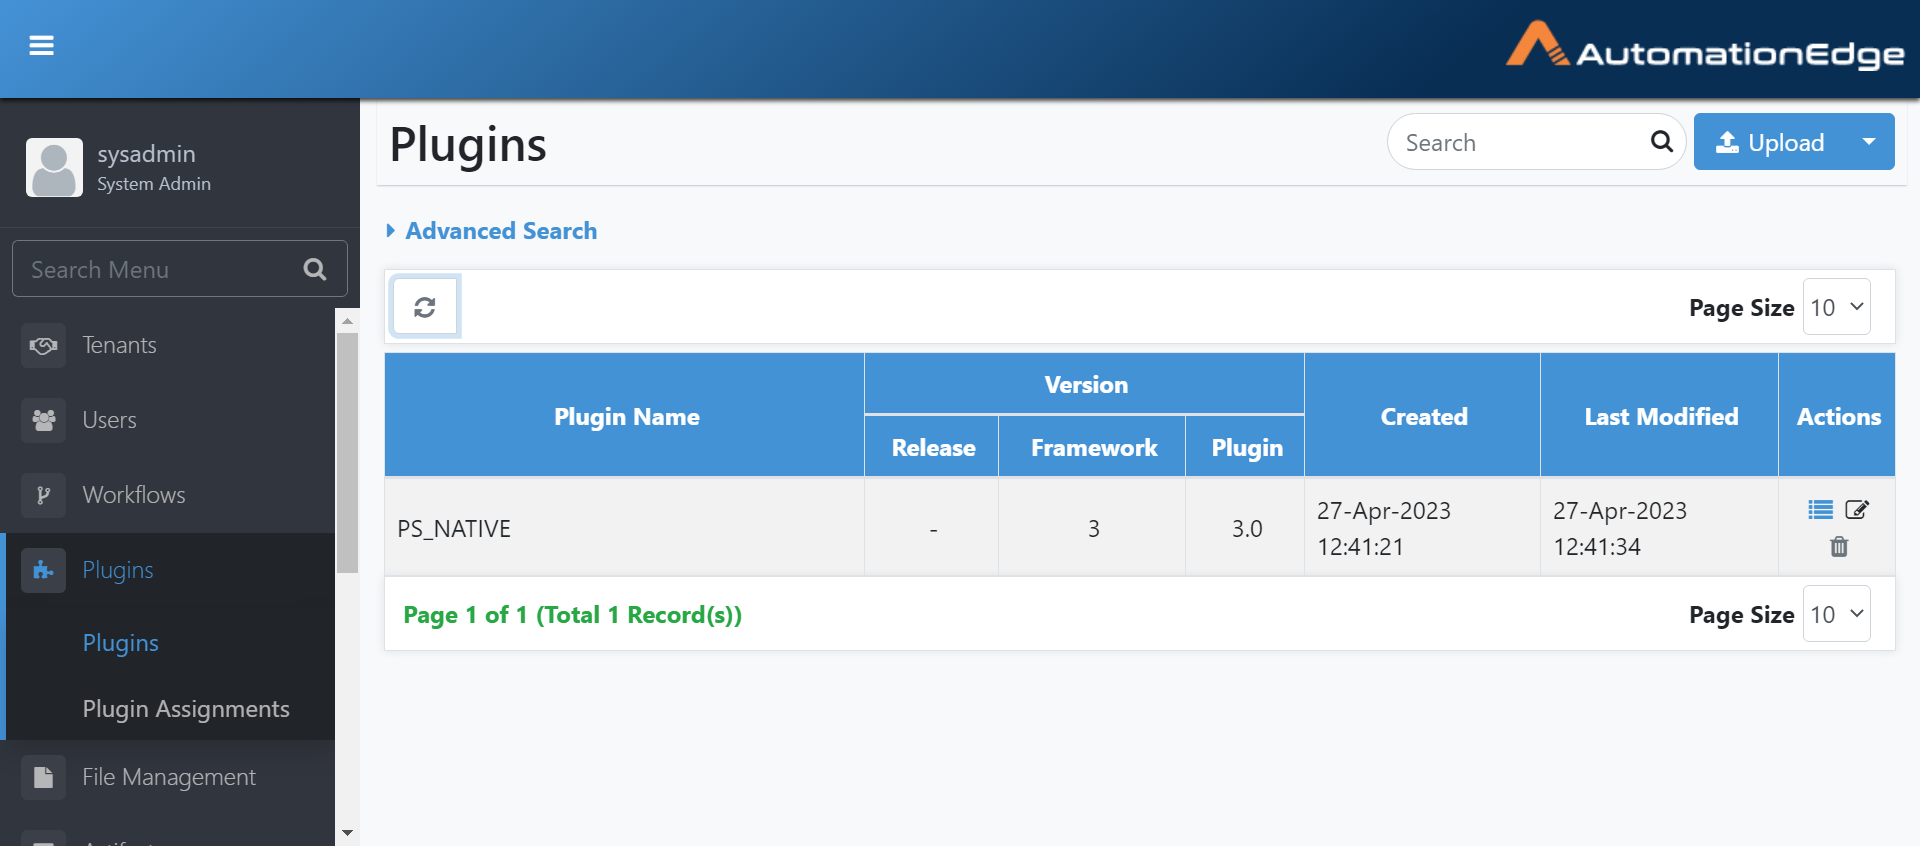 AutomationEdge
sysadmin
System Admin
Search Menu
Tenants
Users
Workflows
Plugins
Plugins
Plugin Assignments
File Management
Plugins
Search
Upload
Advanced Search
Page Size 10
Plugin Name
Version
Release
Framework
Plugin
Created
Last Modified
Actions
PS_NATIVE
-
3
3.0
27-Apr-2023
12:41:21
27-Apr-2023
12:41:34
Page 1 of 1 (Total 1 Record(s))
Page Size 10